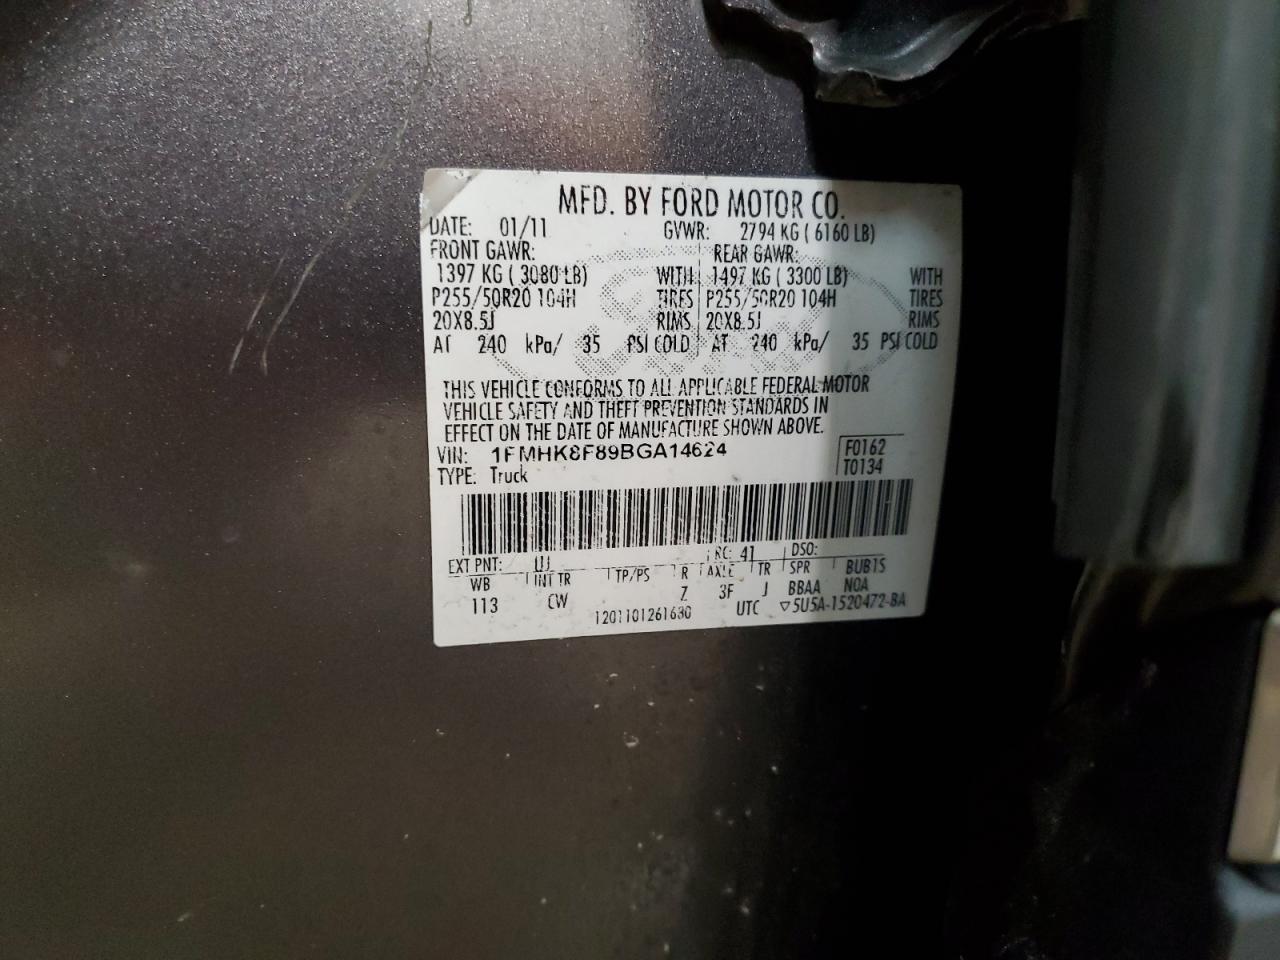 MFD. BY FORD MOTOR CO.
DATE: 01/11 GVWR: 2794 KG ( 6160 LB)
FRONT GAWR: REAR GAWR:
1397 KG ( 3080 LB) WITH 1497 KG ( 3300 LB) WITH
P255/50R20 104H TIRES P255/50R20 104H TIRES
20X8.5J RIMS 20X8.5J RIMS
AT 240 kPa/ 35 PSI COLD AT 240 kPa/ 35 PSI COLD
THIS VEHICLE CONFORMS TO ALL APPLICABLE FEDERAL MOTOR
VEHICLE SAFETY AND THEFT PREVENTION STANDARDS IN
EFFECT ON THE DATE OF MANUFACTURE SHOWN ABOVE.
VIN: 1FMHK8F89BGA14624 F0162
TYPE: Truck T0134
EXT PNT: UJ RC: 41 DSO:
WB INT TR TP/PS R AXLE TR SPR BUBTS
113 CW Z 3F J BBAA NOA
1201101261630 UTC ▽5U5A-1520472-BA